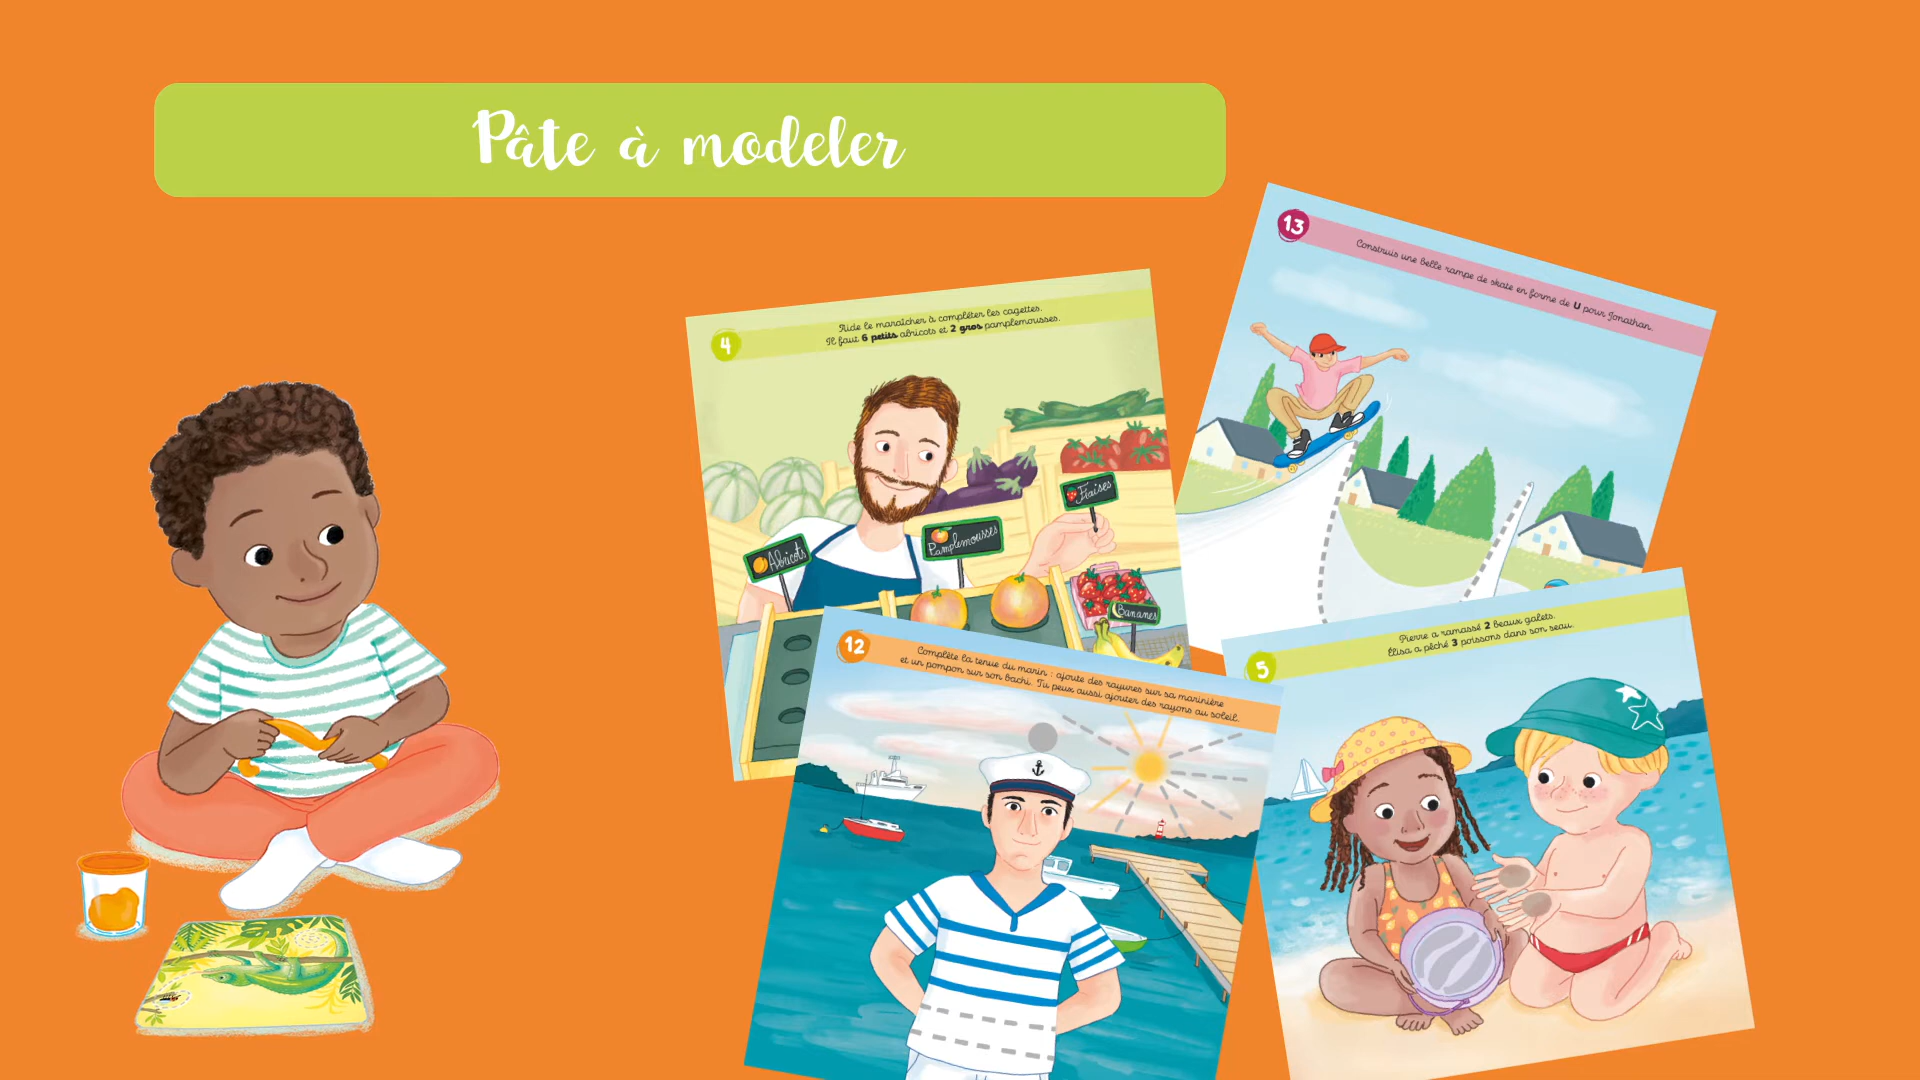 Pâte à modeler
13
Construis une belle rampe de skate en forme de U pour Jonathan.
4
Aide le maraîcher à compléter les cagettes.
Il faut 6 petits abricots et 2 gros pamplemousses.
Fraises
Pamplemousses
Abricots
Bananes
5
Pierre a ramassé 2 beaux galets.
Elisa a pêché 3 poissons dans son seau.
12
Complète la tenue du marin : ajoute des rayures sur sa marinière
et un pompon sur son bachi. Tu peux aussi ajouter des rayons au soleil.